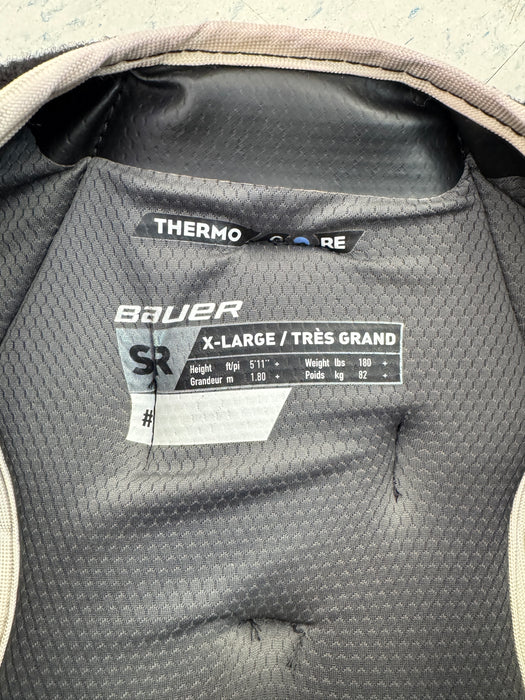 THERMO CORE
BAUER
SR
X-LARGE / TRÈS GRAND
Height ft/pi 5'11" + Weight lbs 180 +
Grandeur m 1.80 + Poids kg 82 +
#